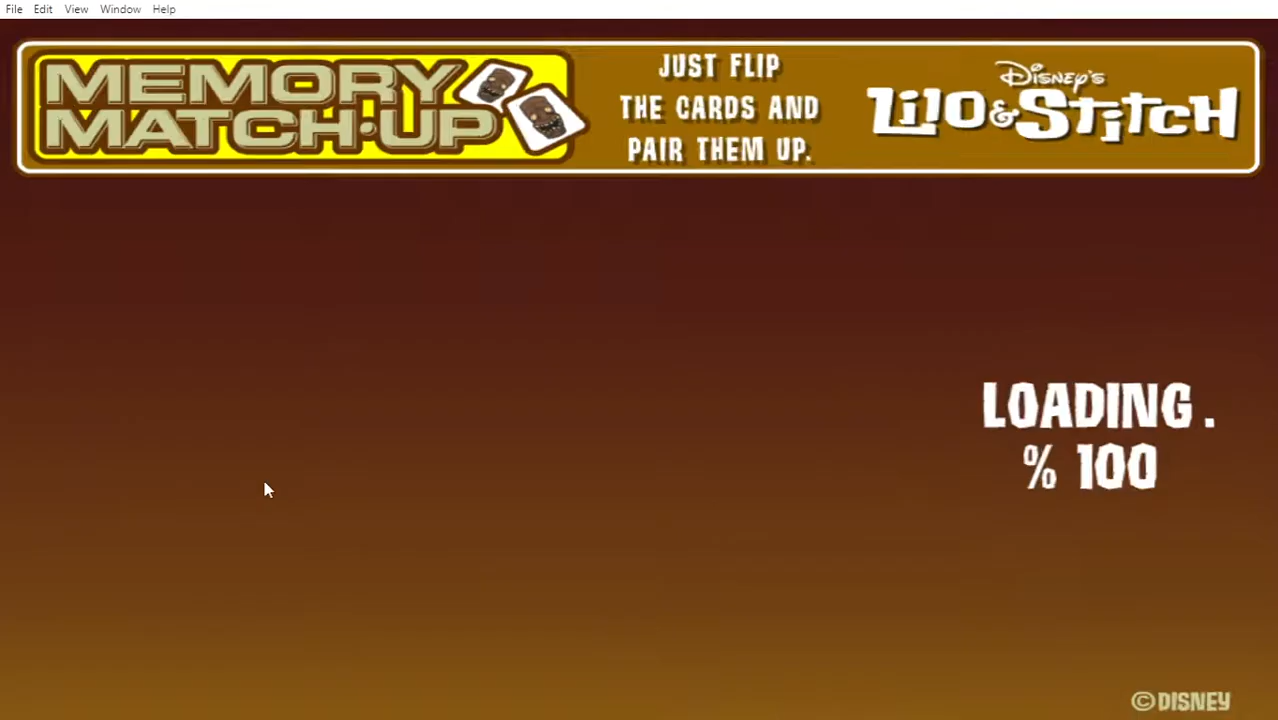 File Edit View Window Help
MEMORY
MATCH·UP
JUST FLIP
THE CARDS AND
PAIR THEM UP.
DISNEY'S
LiLO & STiTCH
LOADING .
% 100
©DISNEY